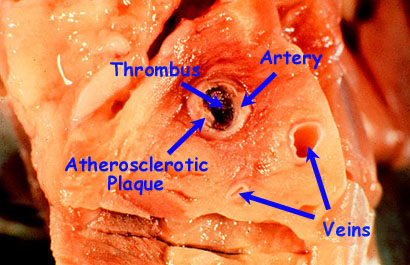 Artery
Thrombus
Atherosclerotic
Plaque
Veins